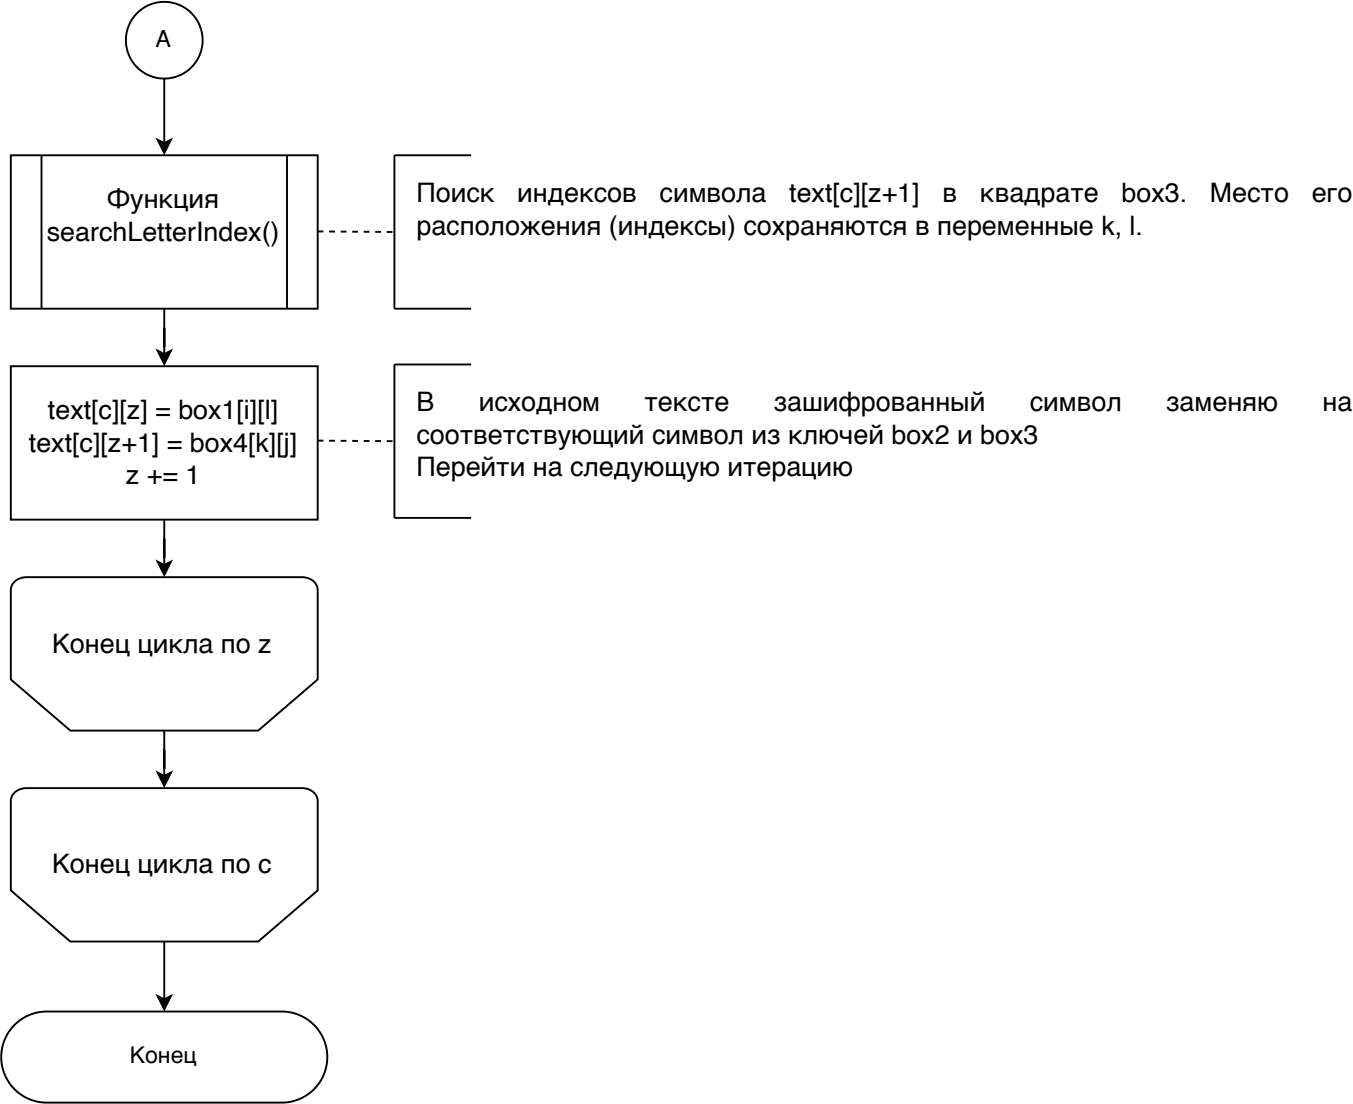 А
Функция
searchLetterIndex()
Поиск индексов символа text[c][z+1] в квадрате box3. Место его
расположения (индексы) сохраняются в переменные k, l.
text[c][z] = box1[i][l]
text[c][z+1] = box4[k][j]
z += 1
В исходном тексте зашифрованный символ заменяю на
соответствующий символ из ключей box2 и box3
Перейти на следующую итерацию
Конец цикла по z
Конец цикла по c
Конец